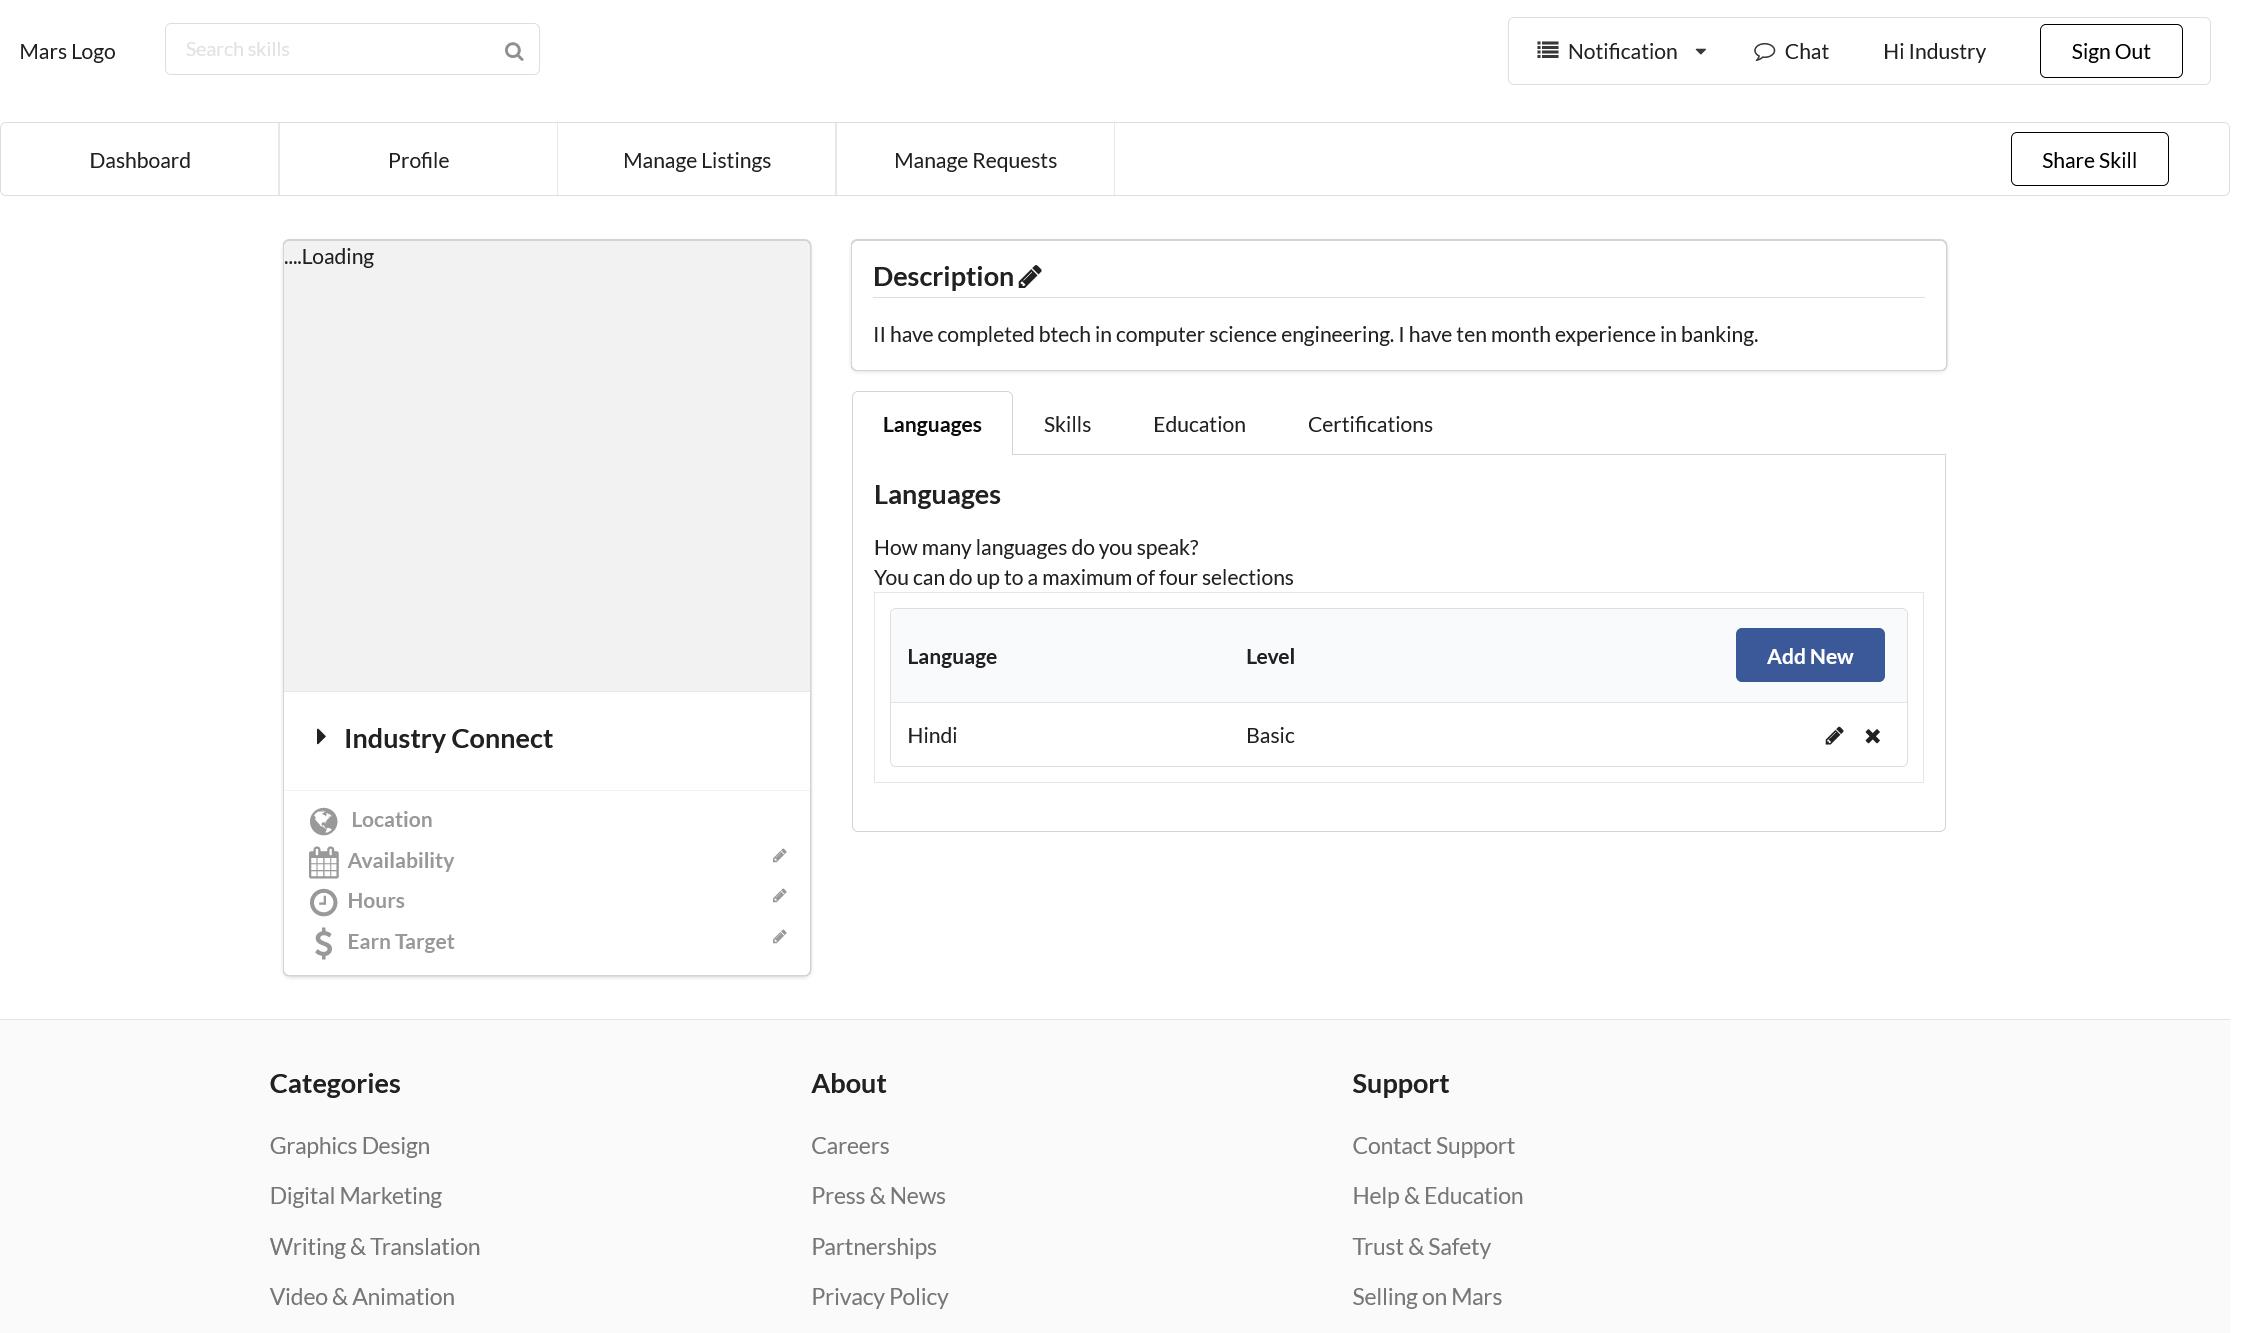 Mars Logo
Search skills
Notification
Chat
Hi Industry
Sign Out
Dashboard
Profile
Manage Listings
Manage Requests
Share Skill
....Loading
Industry Connect
Location
Availability
Hours
Earn Target
Description
II have completed btech in computer science engineering. I have ten month experience in banking.
Languages
Skills
Education
Certifications
Languages
How many languages do you speak?
You can do up to a maximum of four selections
Language
Level
Add New
Hindi
Basic
Categories
Graphics Design
Digital Marketing
Writing & Translation
Video & Animation
About
Careers
Press & News
Partnerships
Privacy Policy
Support
Contact Support
Help & Education
Trust & Safety
Selling on Mars